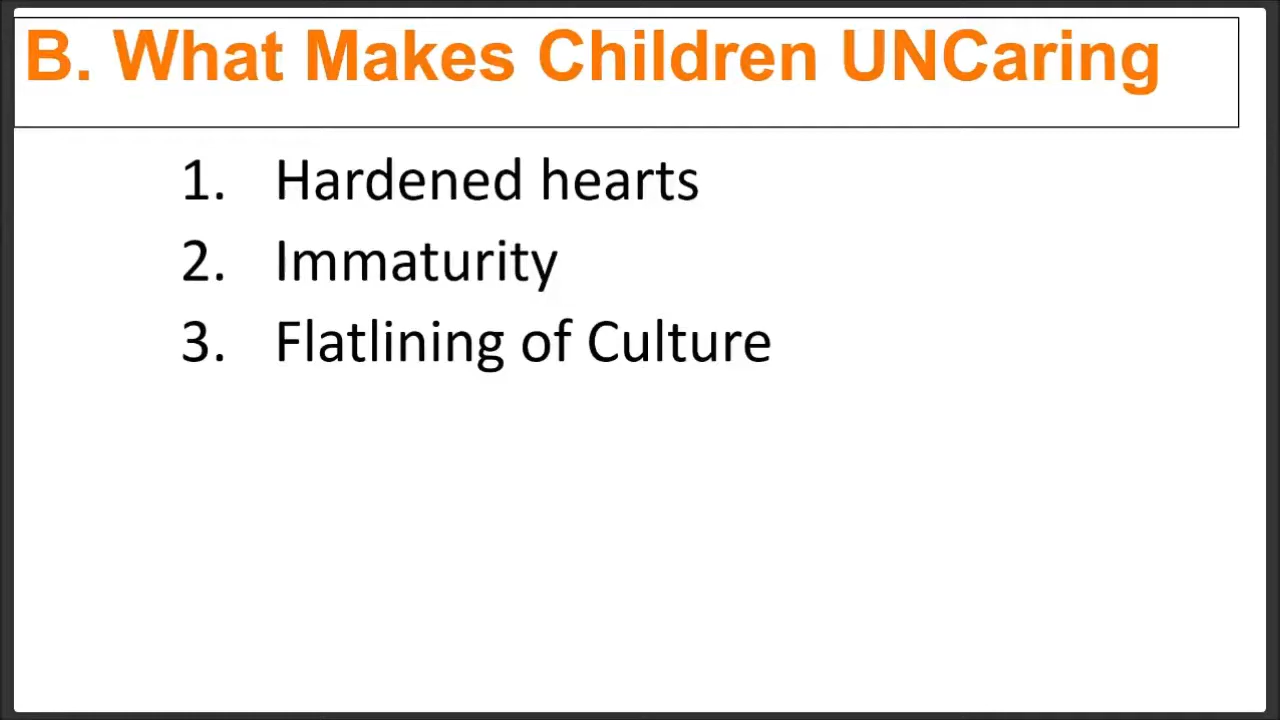 B. What Makes Children UNCaring
1. Hardened hearts
2. Immaturity
3. Flatlining of Culture